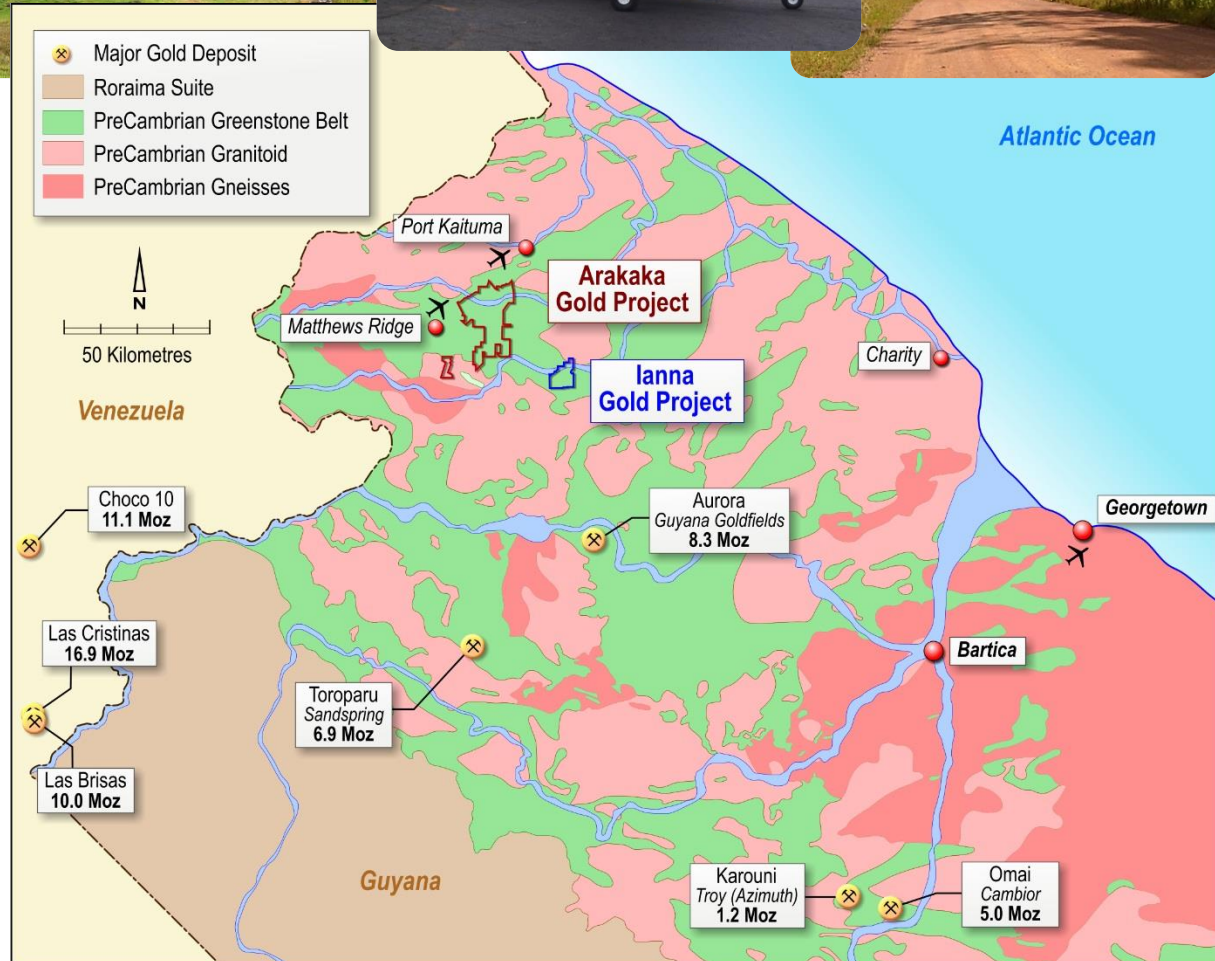 Major Gold Deposit
Roraima Suite
PreCambrian Greenstone Belt
PreCambrian Granitoid
PreCambrian Gneisses
Atlantic Ocean
N
50 Kilometres
Port Kaituma
Arakaka
Gold Project
Matthews Ridge
Ianna
Gold Project
Charity
Venezuela
Choco 10
11.1 Moz
Aurora
Guyana Goldfields
8.3 Moz
Georgetown
Las Cristinas
16.9 Moz
Toroparu
Sandspring
6.9 Moz
Bartica
Las Brisas
10.0 Moz
Guyana
Karouni
Troy (Azimuth)
1.2 Moz
Omai
Cambior
5.0 Moz